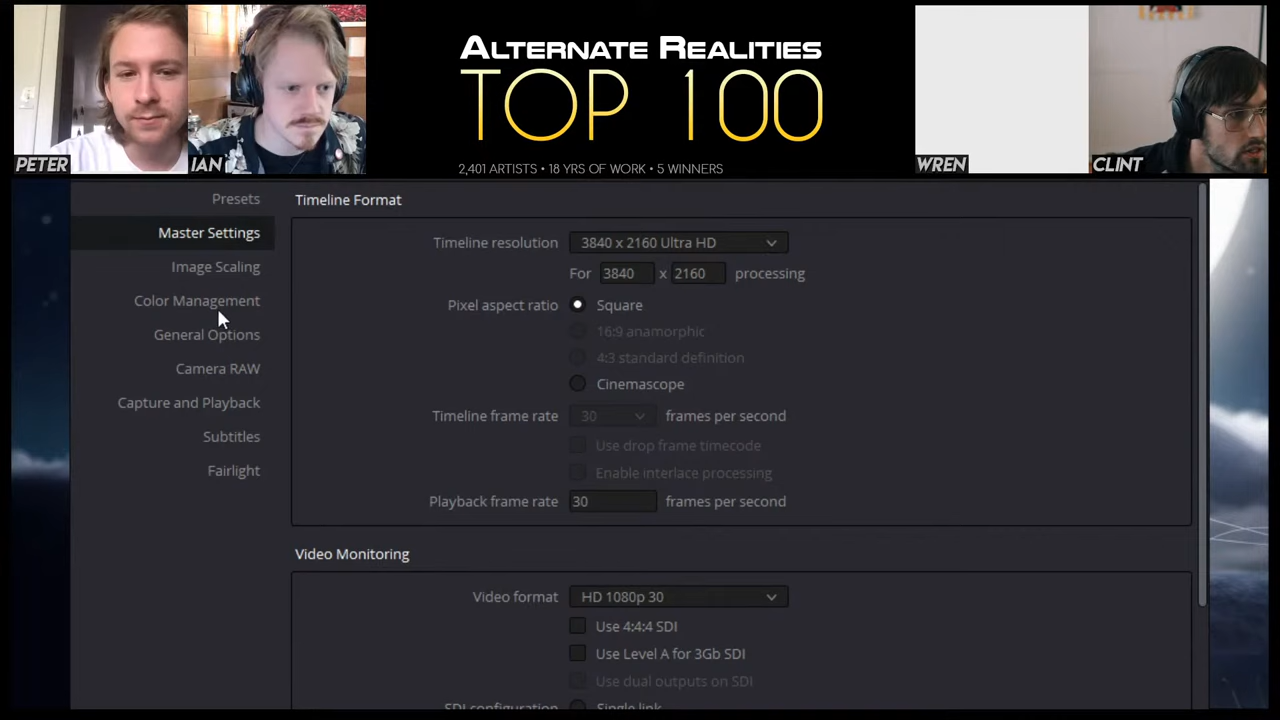 ALTERNATE REALITIES
TOP 100
2,401 ARTISTS • 18 YRS OF WORK • 5 WINNERS
PETER
IAN
WREN
CLINT
Presets
Master Settings
Image Scaling
Color Management
General Options
Camera RAW
Capture and Playback
Subtitles
Fairlight
Timeline Format
Timeline resolution 3840 x 2160 Ultra HD
For 3840 x 2160 processing
Pixel aspect ratio Square
16:9 anamorphic
4:3 standard definition
Cinemascope
Timeline frame rate 30 frames per second
Use drop frame timecode
Enable interlace processing
Playback frame rate 30 frames per second
Video Monitoring
Video format HD 1080p 30
Use 4:4:4 SDI
Use Level A for 3Gb SDI
Use dual outputs on SDI
SDI configuration Single link